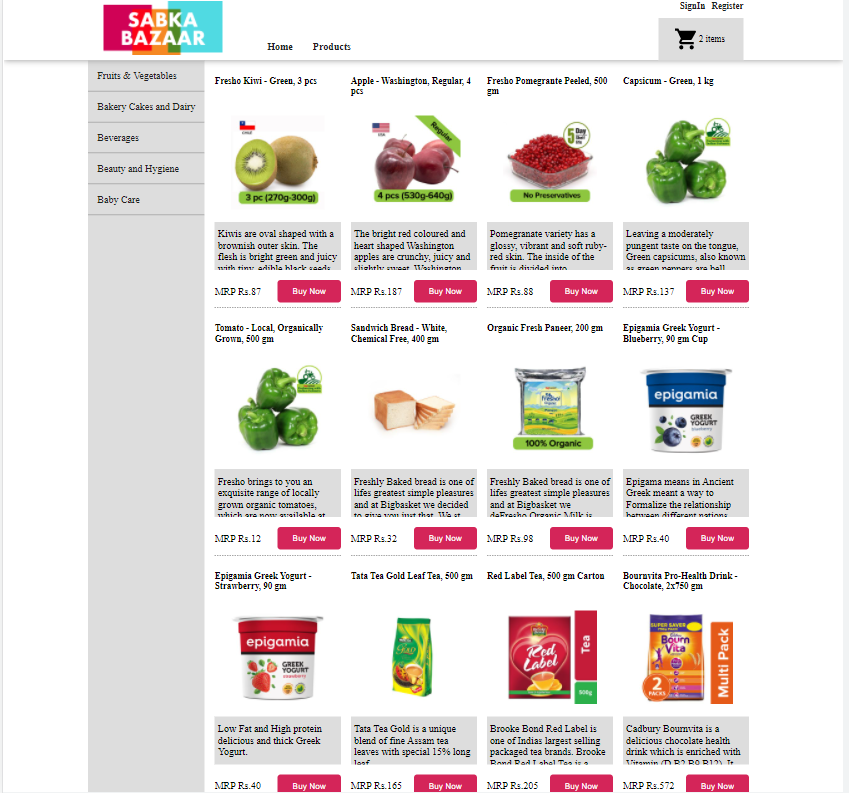 SignIn Register
SABKA
BAZAAR
Home Products
2 items
Fruits & Vegetables
Bakery Cakes and Dairy
Beverages
Beauty and Hygiene
Baby Care
Fresho Kiwi - Green, 3 pcs
3 pc (270g-300g)
Kiwis are oval shaped with a
brownish outer skin. The
flesh is bright green and juicy
with tiny, edible black seeds
MRP Rs.87
Buy Now
Apple - Washington, Regular, 4
pcs
Regular
4 pcs (530g-640g)
The bright red coloured and
heart shaped Washington
apples are crunchy, juicy and
slightly sweet. Washington
MRP Rs.187
Buy Now
Fresho Pomegrante Peeled, 500
gm
5 Day
No Preservatives
Pomegranate variety has a
glossy, vibrant and soft ruby-
red skin. The inside of the
fruit is divided into
MRP Rs.88
Buy Now
Capsicum - Green, 1 kg
Leaving a moderately
pungent taste on the tongue,
Green capsicums, also known
as green peppers are bell
MRP Rs.137
Buy Now
Tomato - Local, Organically
Grown, 500 gm
Fresho brings to you an
exquisite range of locally
grown organic tomatoes,
which are now available at
MRP Rs.12
Buy Now
Sandwich Bread - White,
Chemical Free, 400 gm
Freshly Baked bread is one of
lifes greatest simple pleasures
and at Bigbasket we decided
to give you just that. We st
MRP Rs.32
Buy Now
Organic Fresh Paneer, 200 gm
fresho!
100% Organic
Freshly Baked bread is one of
lifes greatest simple pleasures
and at Bigbasket we
deFresho Organic Milk is
MRP Rs.98
Buy Now
Epigamia Greek Yogurt -
Blueberry, 90 gm Cup
epigamia
GREEK
YOGURT
blueberry
Epigama means in Ancient
Greek meant a way to
Formalize the relationship
between different nations
MRP Rs.40
Buy Now
Epigamia Greek Yogurt -
Strawberry, 90 gm
epigamia
GREEK
YOGURT
strawberry
Low Fat and High protein
delicious and thick Greek
Yogurt.
MRP Rs.40
Buy Now
Tata Tea Gold Leaf Tea, 500 gm
Gold
Tata Tea Gold is a unique
blend of fine Assam tea
leaves with special 15% long
leaf
MRP Rs.165
Buy Now
Red Label Tea, 500 gm Carton
Red
Label
Tea
500g
Brooke Bond Red Label is
one of Indias largest selling
packaged tea brands. Brooke
Bond Red Label Tea is a
MRP Rs.205
Buy Now
Bournvita Pro-Health Drink -
Chocolate, 2x750 gm
SUPER SAVER
Bourn
Vita
2
PACKS
Multi Pack
Cadbury Bournvita is a
delicious chocolate health
drink which is enriched with
Vitamin (D,B2,B9,B12). It
MRP Rs.572
Buy Now